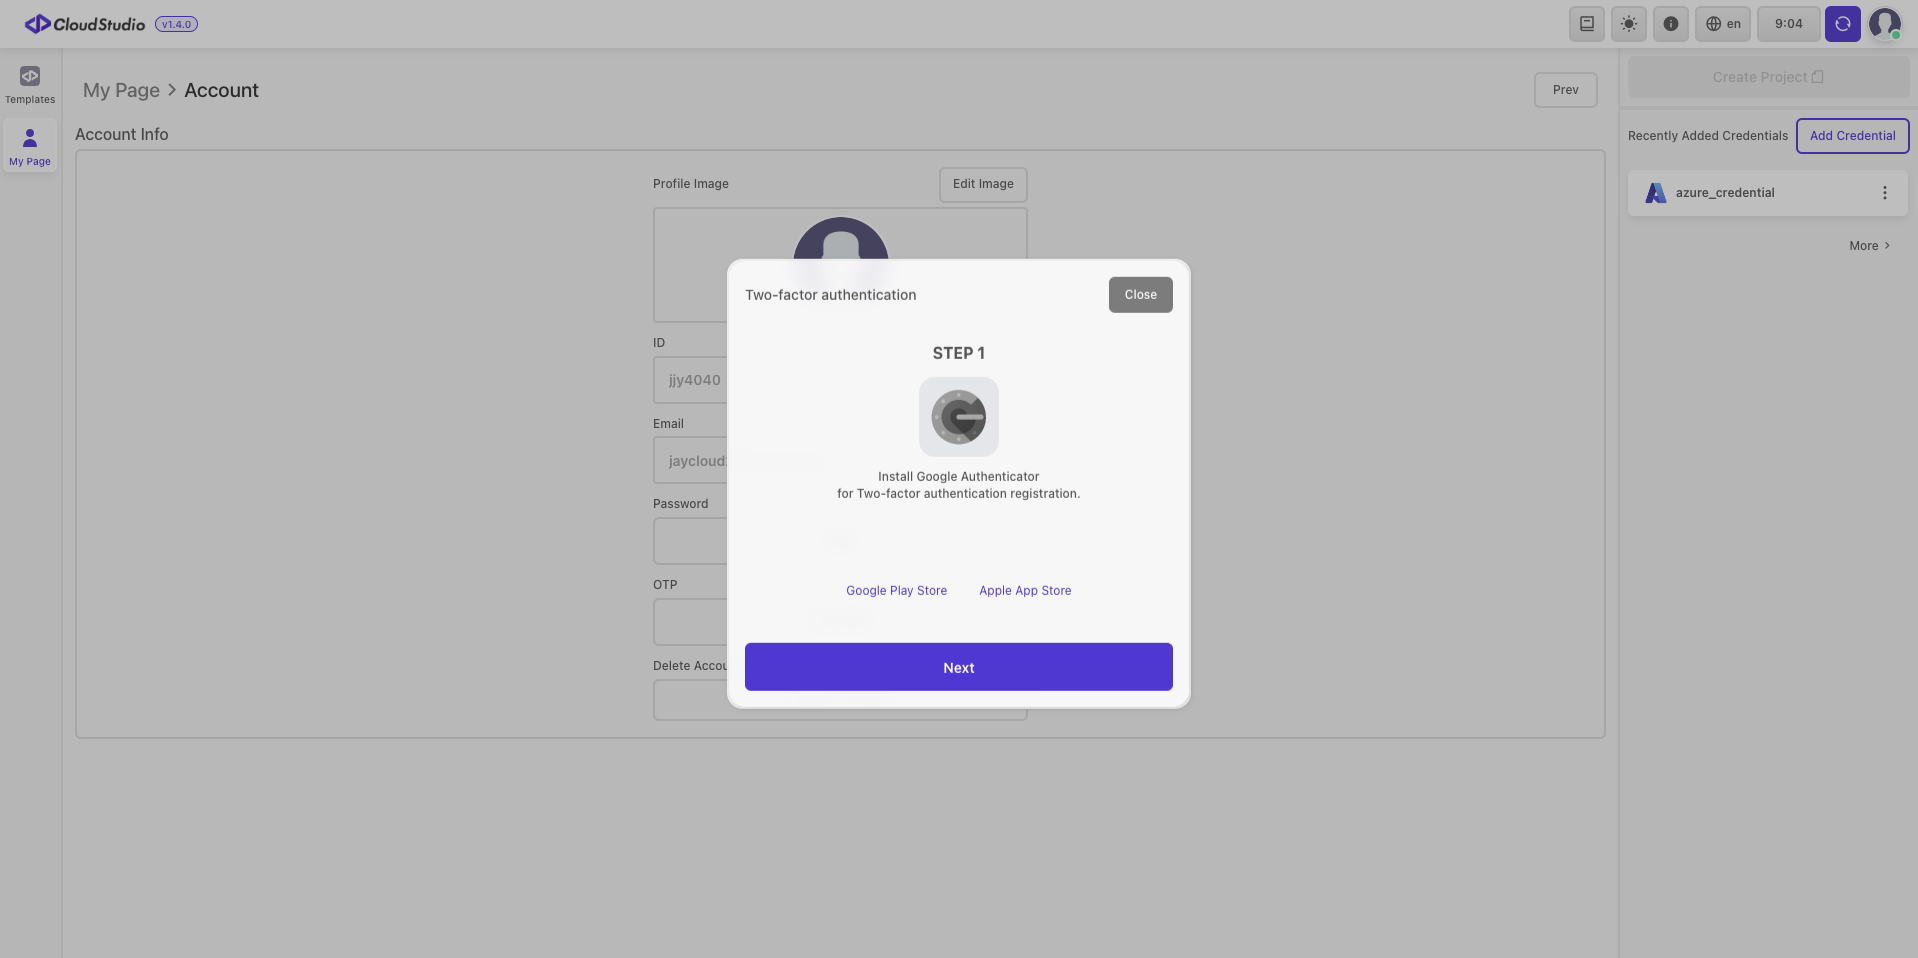 CloudStudio v1.4.0
en
9:04
Templates
My Page
My Page > Account
Prev
Account Info
Profile Image
Edit Image
ID
jjy4040
Email
jaycloud
Password
OTP
Delete Accou
Two-factor authentication
Close
STEP 1
Install Google Authenticator
for Two-factor authentication registration.
Google Play Store
Apple App Store
Next
Create Project
Recently Added Credentials
Add Credential
azure_credential
More >